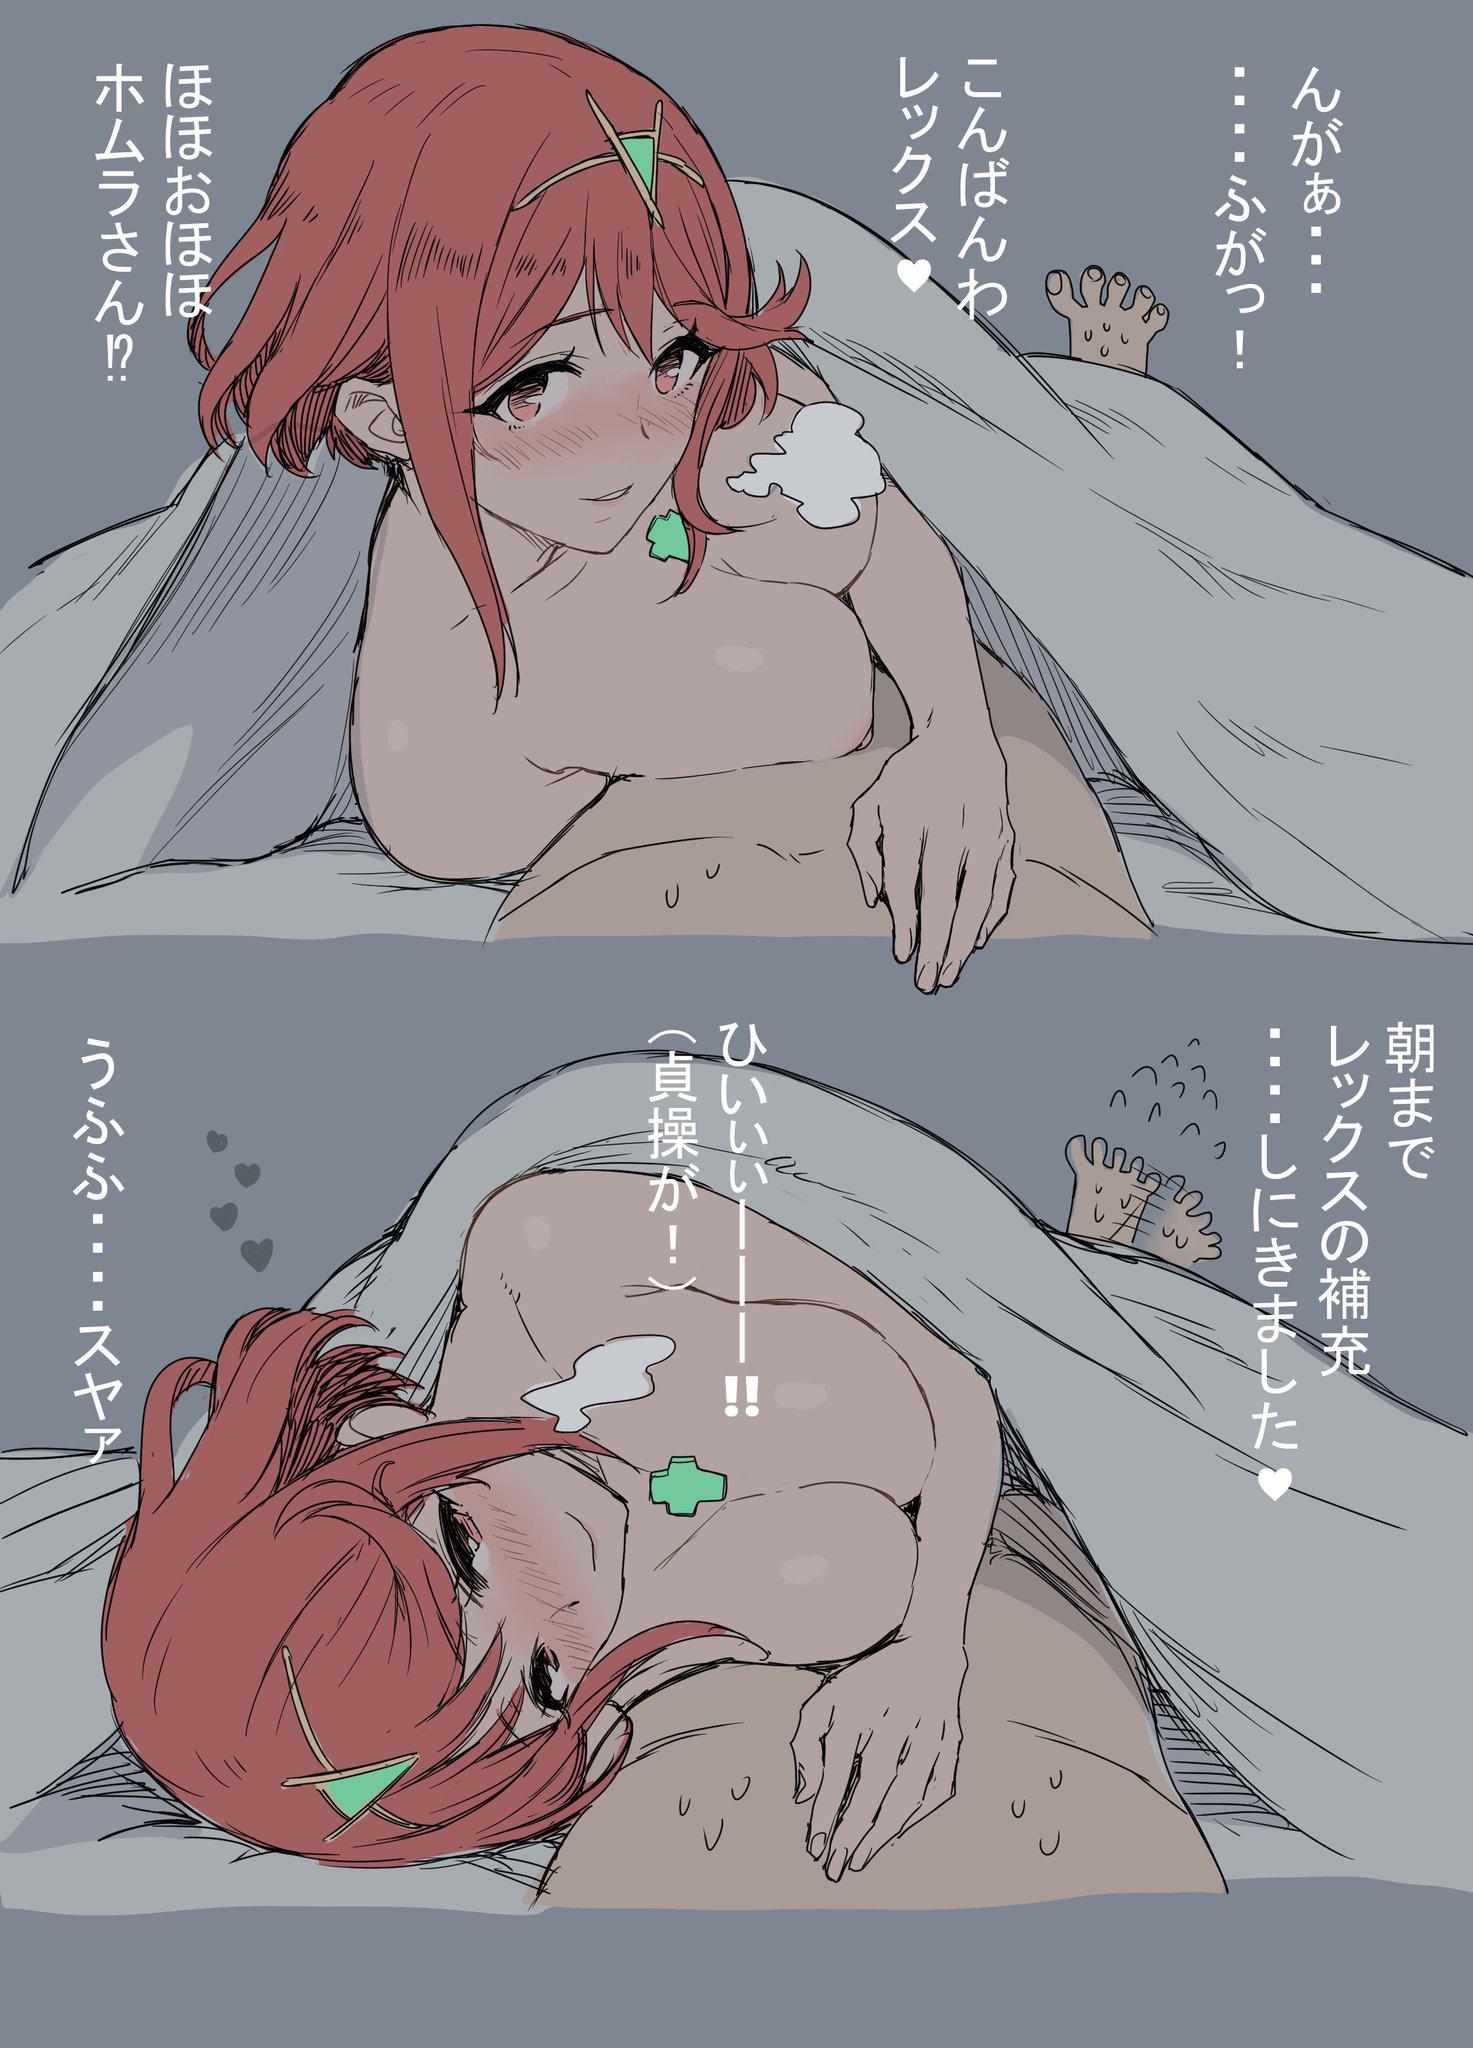 んがぁ・・・
・・・・ふがっ！
こんばんわ
レックス♥
ほほおほほ
ホムラさん⁉
朝まで
レックスの補充
・・・・しにきました♥
ひいぃぃーーーー‼
（貞操が！）
うふふ・・・スヤァ